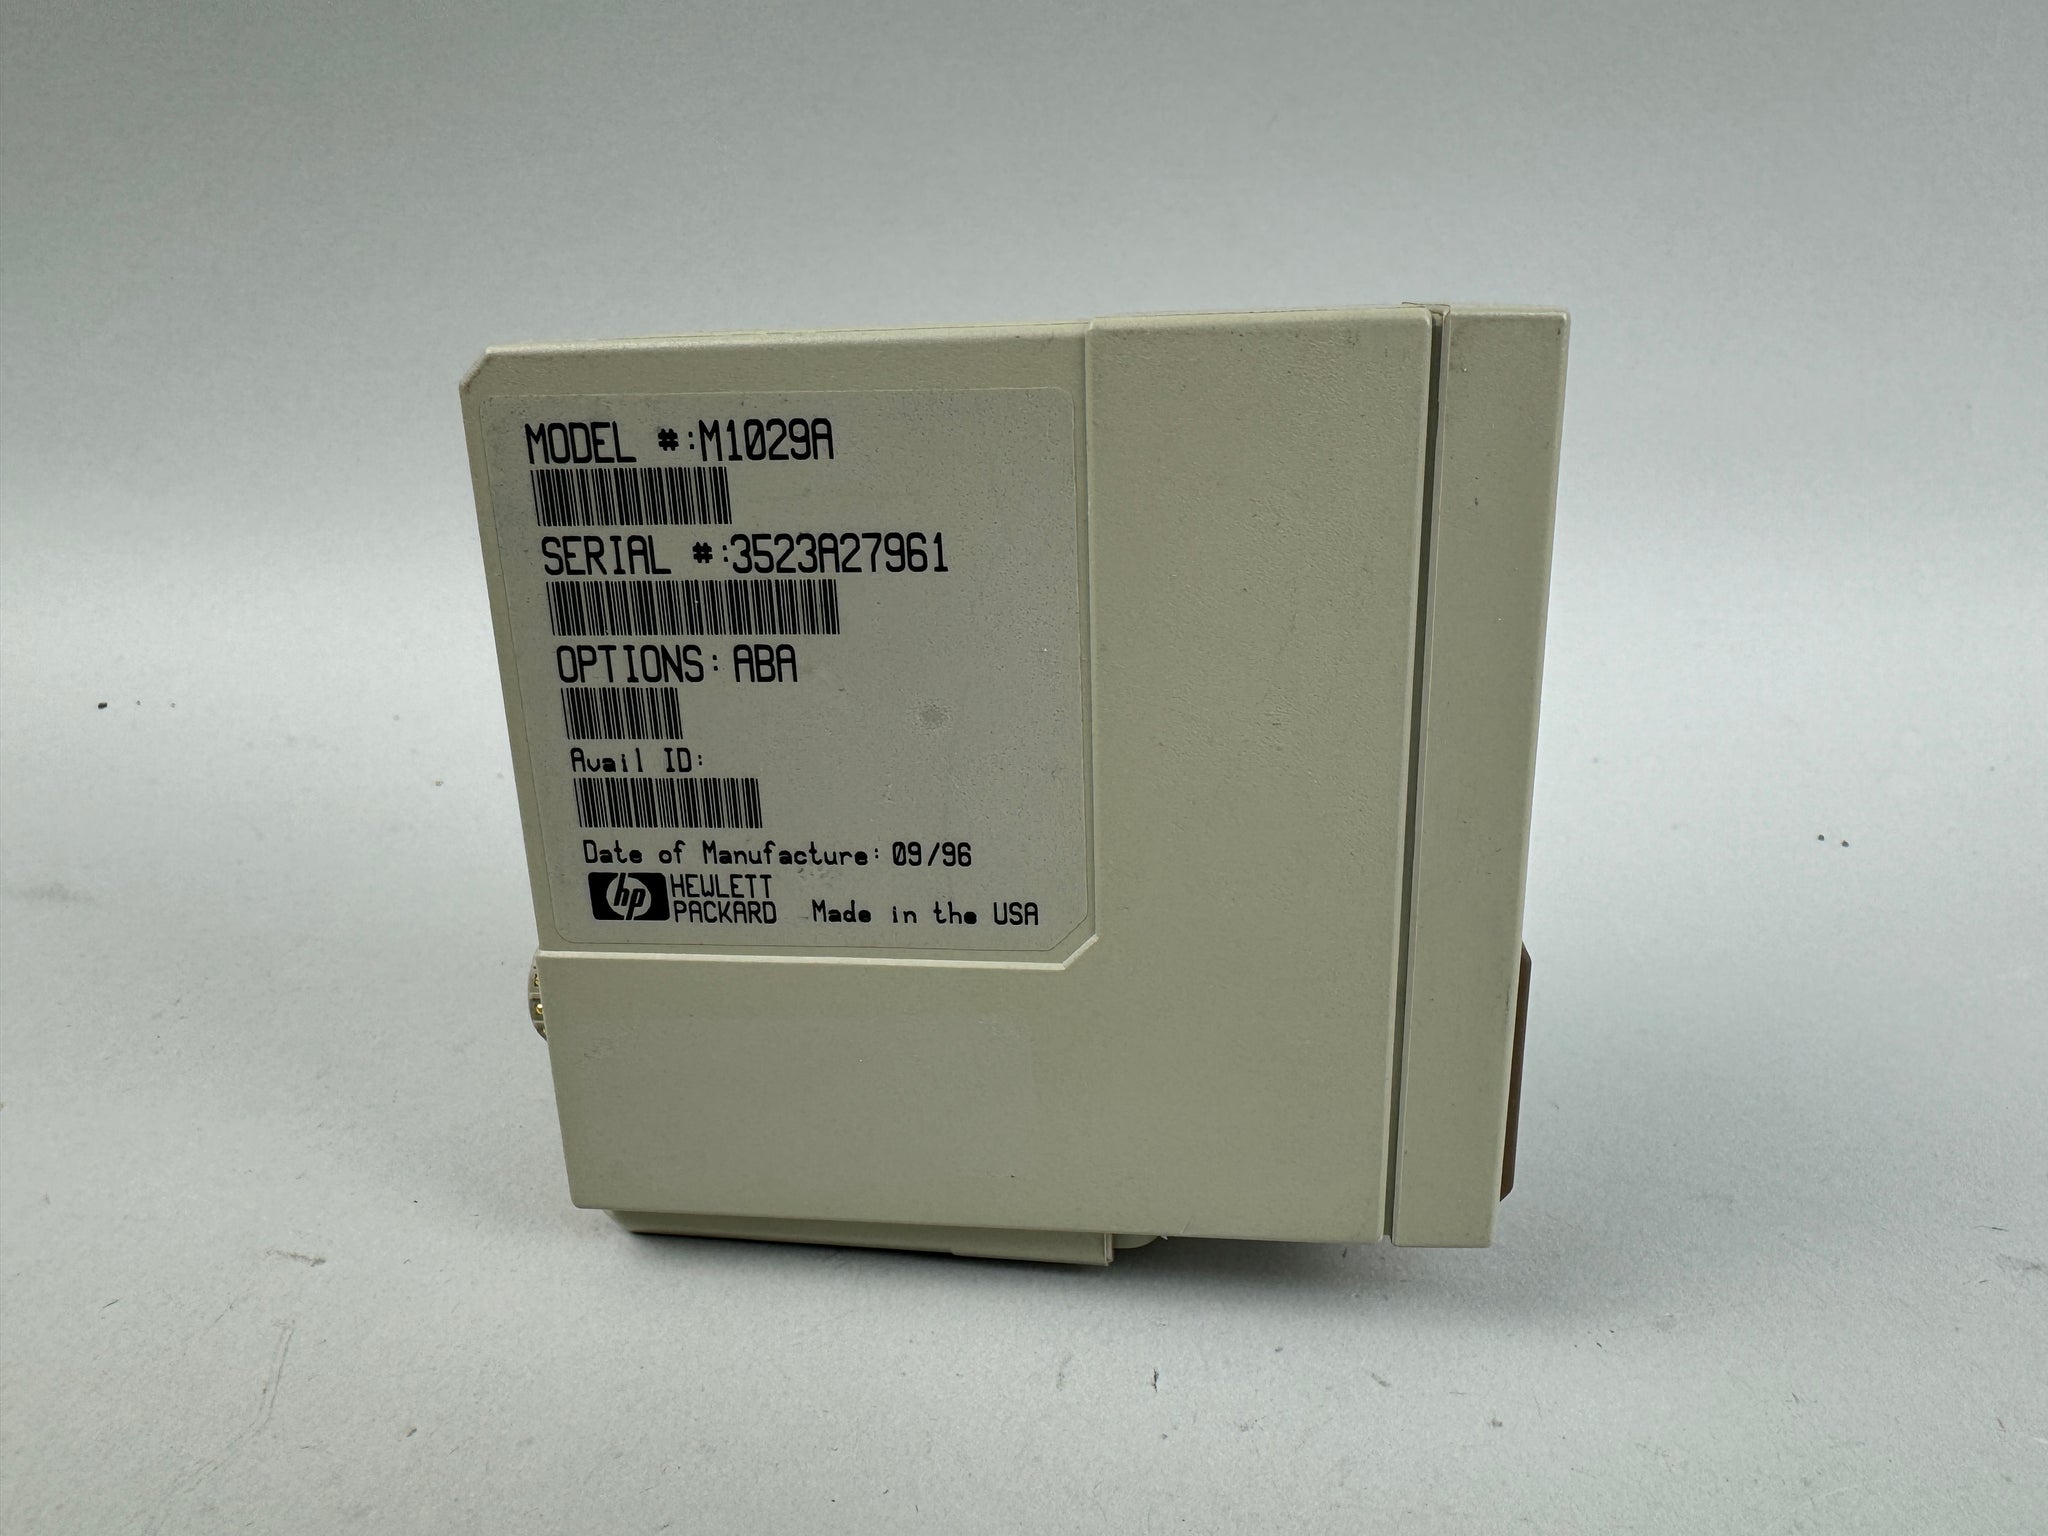 MODEL #:M1029A
SERIAL #:3523A27961
OPTIONS: ABA
Avail ID:
Date of Manufacture: 09/96
hp HEWLETT
PACKARD Made in the USA